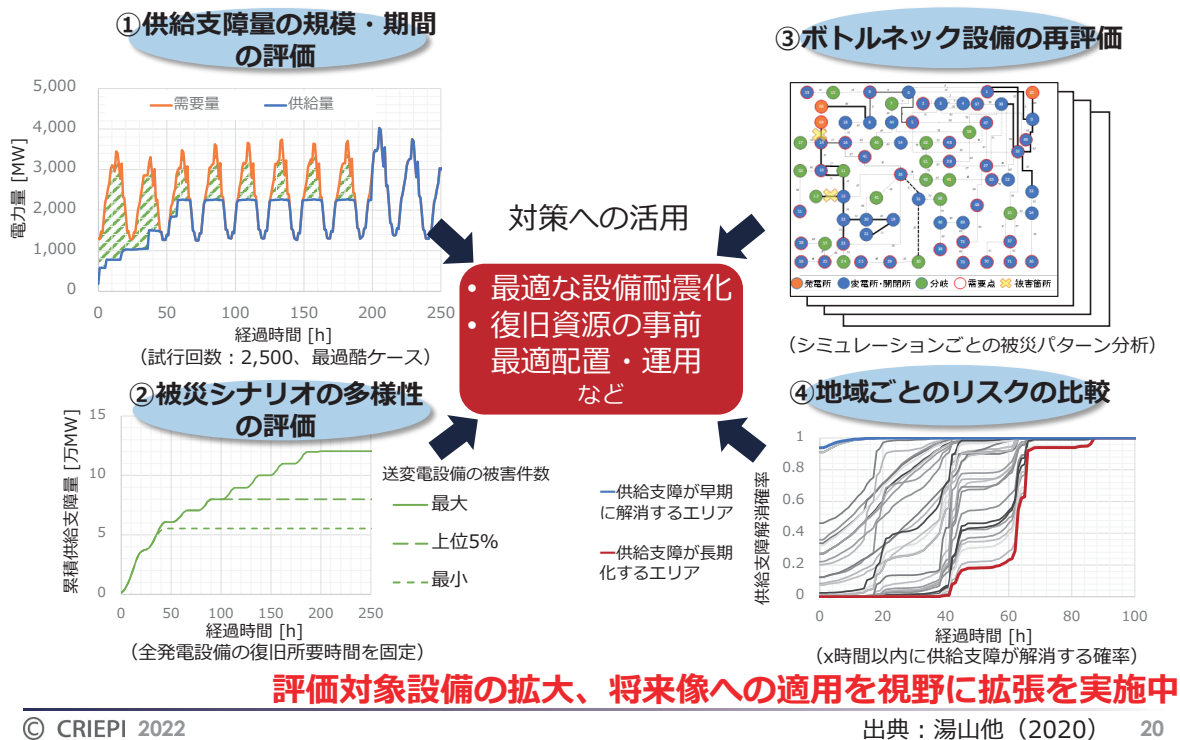 ①供給支障量の規模・期間
の評価
5,000
4,000
3,000
2,000
1,000
0
電力量 [MW]
需要量
供給量
0 50 100 150 200 250
経過時間 [h]
（試行回数：2,500、最過酷ケース）
②被災シナリオの多様性
の評価
15
10
5
0
累積供給支障量 [万MW]
0 50 100 150 200 250
経過時間 [h]
（全発電設備の復旧所要時間を固定）
送変電設備の被害件数
最大
上位5%
最小
対策への活用
• 最適な設備耐震化
• 復旧資源の事前
最適配置・運用
など
③ボトルネック設備の再評価
発電所 変電所・開閉所 分岐 需要点 被害箇所
（シミュレーションごとの被災パターン分析）
④地域ごとのリスクの比較
供給支障が早期
に解消するエリア
供給支障が長期
化するエリア
供給支障解消確率
1
0.8
0.6
0.4
0.2
0
0 20 40 60 80 100
経過時間 [h]
（x時間以内に供給支障が解消する確率）
評価対象設備の拡大、将来像への適用を視野に拡張を実施中
© CRIEPI 2022
出典：湯山他（2020） 20